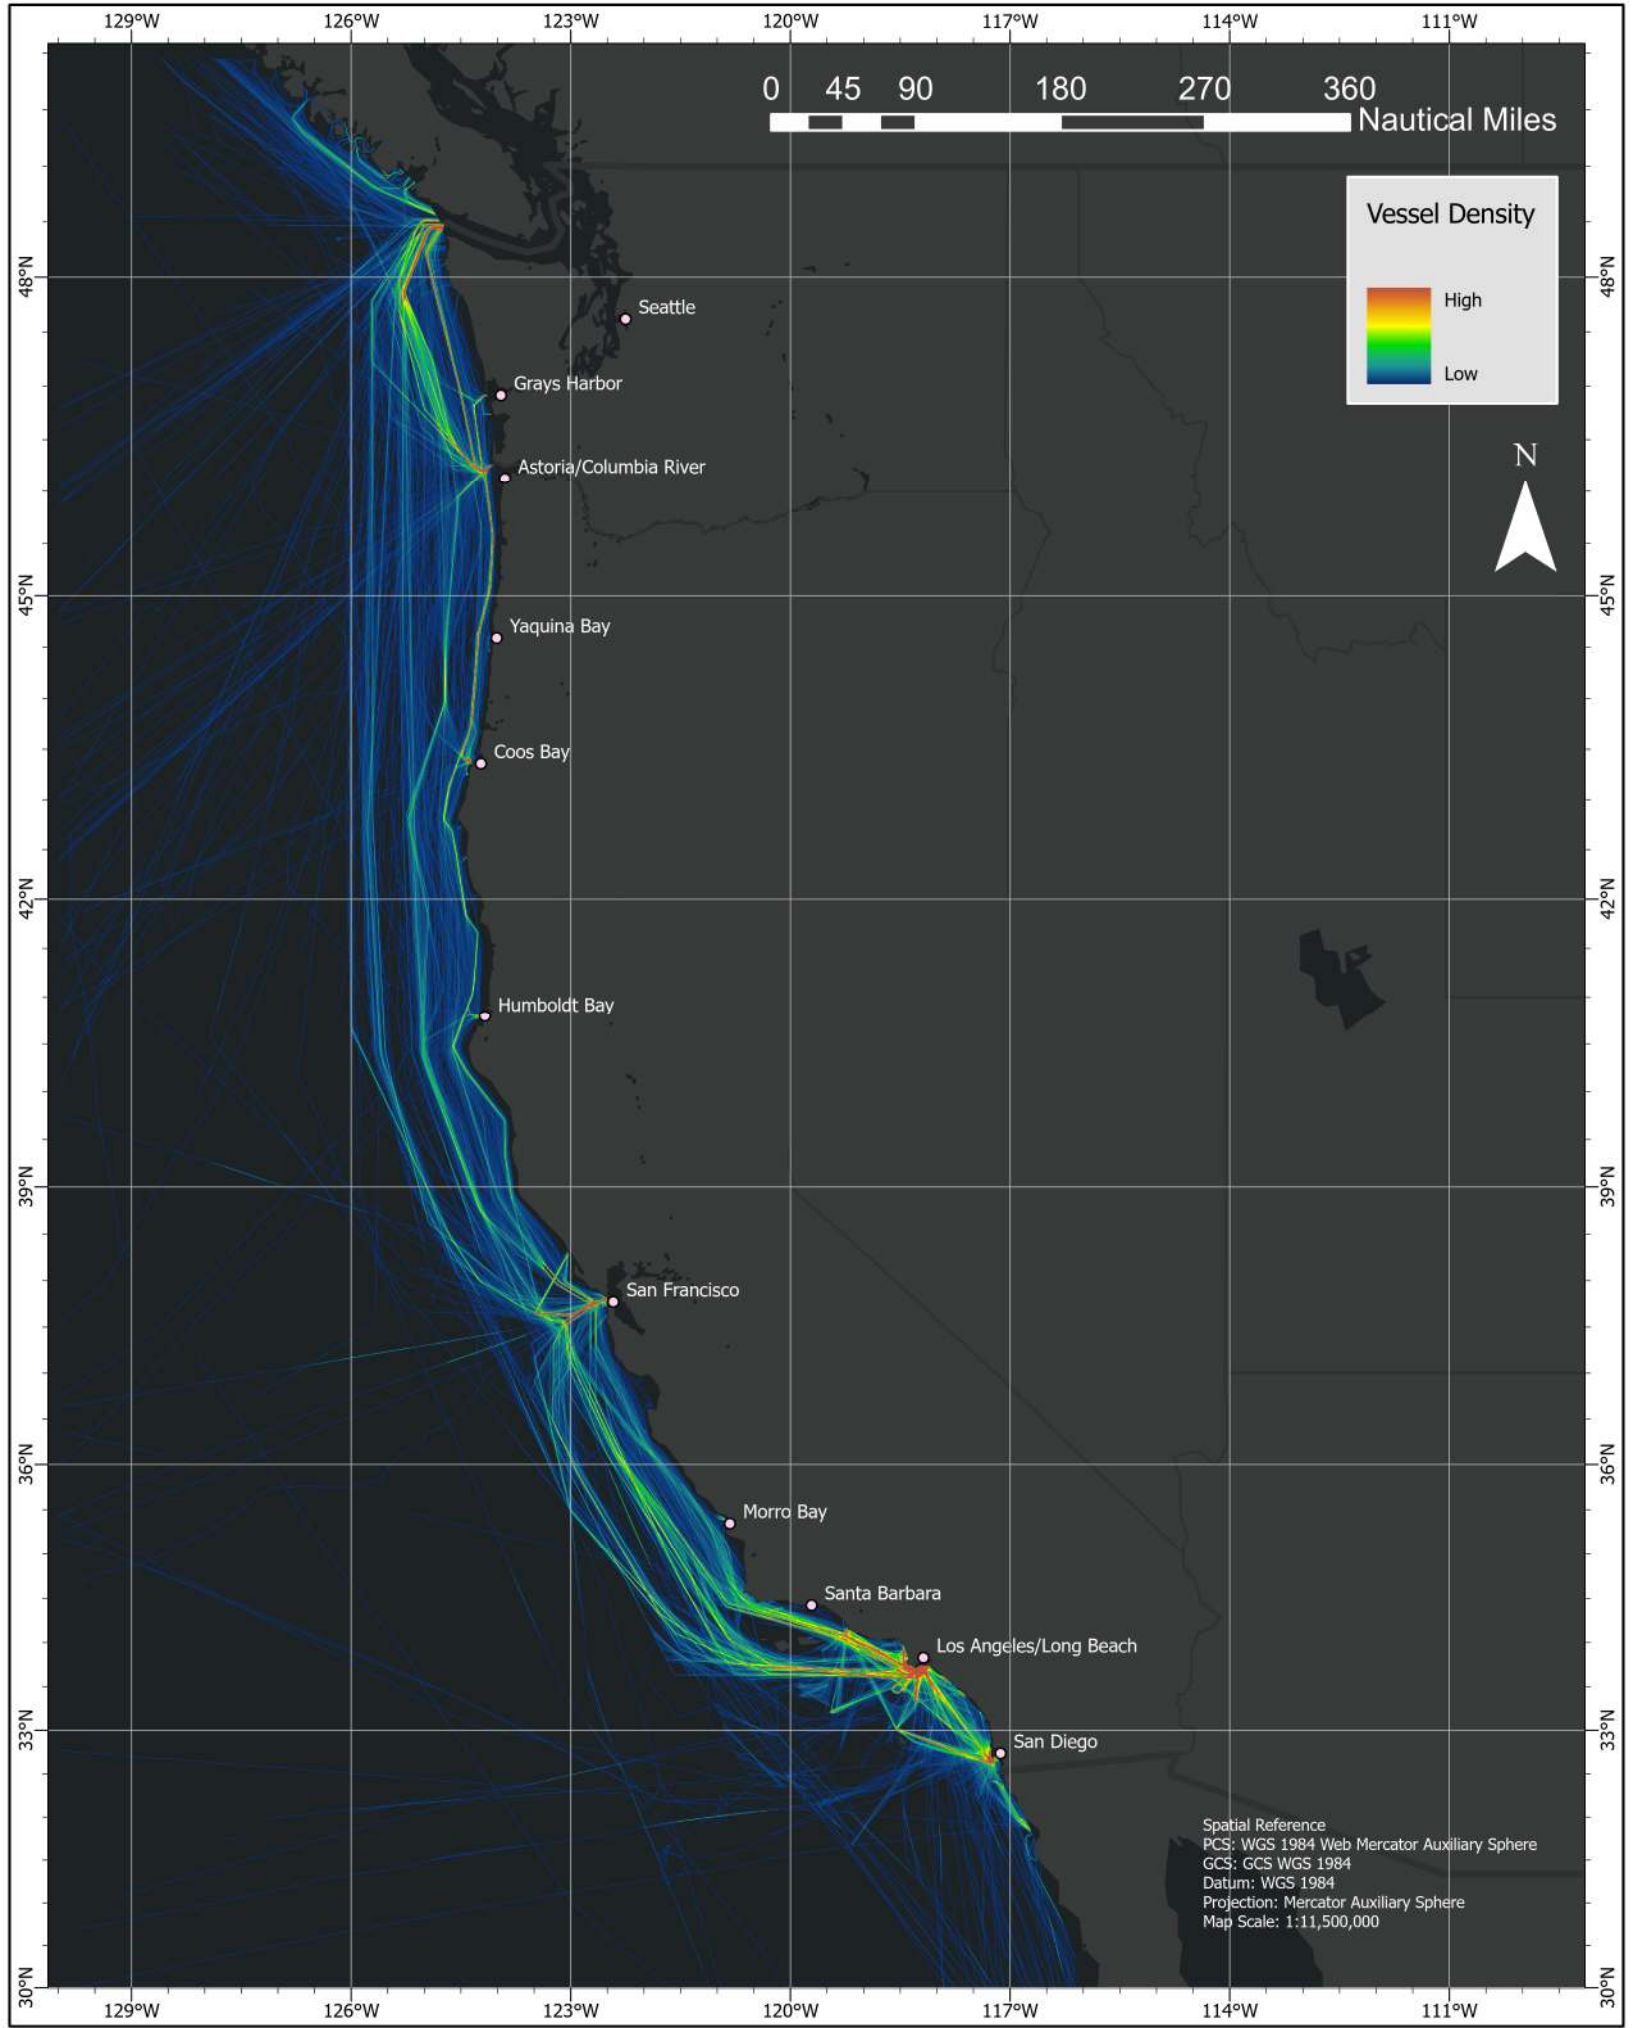 129°W 126°W 123°W 120°W 117°W 114°W 111°W
0 45 90 180 270 360
Nautical Miles
Vessel Density
High
Low
N
48°N 48°N
Seattle
Grays Harbor
Astoria/Columbia River
45°N 45°N
Yaquina Bay
Coos Bay
42°N 42°N
Humboldt Bay
39°N 39°N
San Francisco
36°N 36°N
Morro Bay
Santa Barbara
Los Angeles/Long Beach
33°N 33°N
San Diego
Spatial Reference
PCS: WGS 1984 Web Mercator Auxiliary Sphere
GCS: GCS WGS 1984
Datum: WGS 1984
Projection: Mercator Auxiliary Sphere
Map Scale: 1:11,500,000
30°N 30°N
129°W 126°W 123°W 120°W 117°W 114°W 111°W